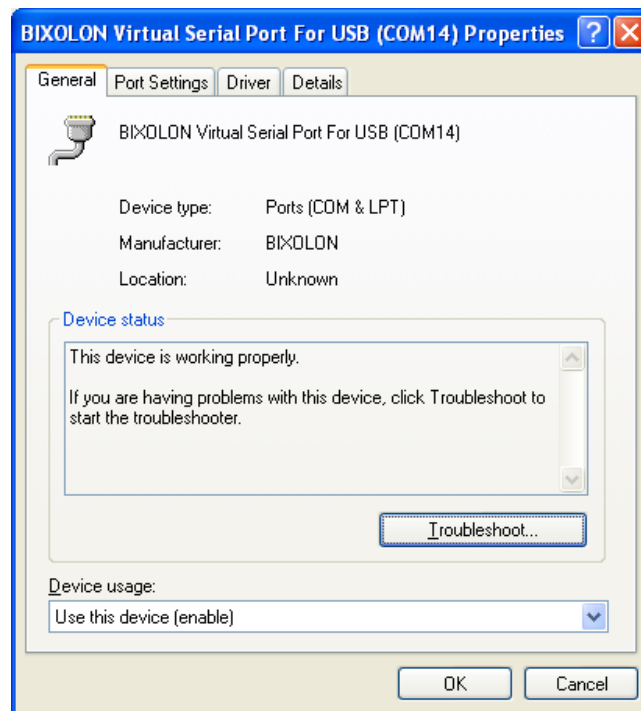 BIXOLON Virtual Serial Port For USB (COM14) Properties
General Port Settings Driver Details
BIXOLON Virtual Serial Port For USB (COM14)
Device type: Ports (COM & LPT)
Manufacturer: BIXOLON
Location: Unknown
Device status
This device is working properly.
If you are having problems with this device, click Troubleshoot to
start the troubleshooter.
Troubleshoot...
Device usage:
Use this device (enable)
OK Cancel